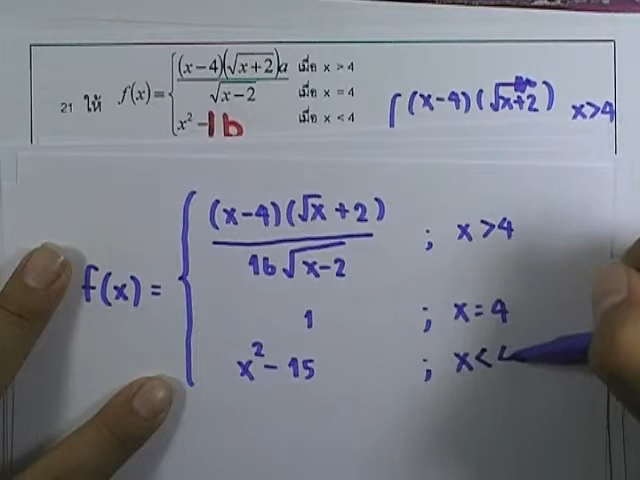 21 ให้ f(x) = { (x−4)(√x+2)a / √x−2 เมื่อ x > 4
เมื่อ x = 4
x² − 16 เมื่อ x < 4
(x-4)(√x+2) x>4
f(x) = { (x-4)(√x+2) / 16√x-2 ; x>4
1 ; x=4
x² - 15 ; x<